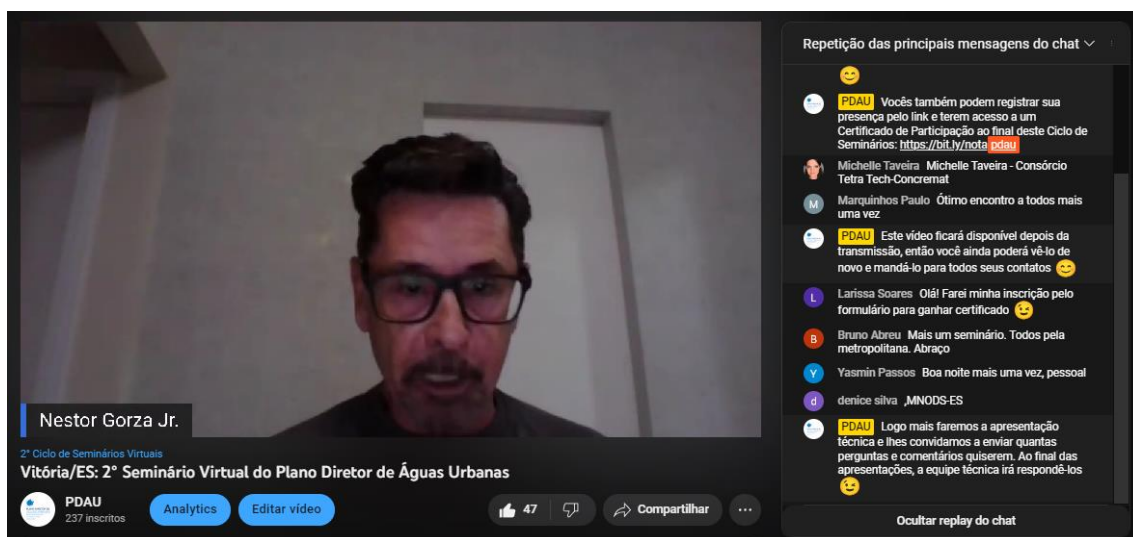 Nestor Gorza Jr.
2° Ciclo de Seminários Virtuais
Vitória/ES: 2° Seminário Virtual do Plano Diretor de Águas Urbanas
PDAU
237 inscritos
Analytics
Editar vídeo
47
Compartilhar
Repetição das principais mensagens do chat
PDAU Vocês também podem registrar sua
presença pelo link e terem acesso a um
Certificado de Participação ao final deste Ciclo de
Seminários: https://bit.ly/nota pdau
Michelle Taveira Michelle Taveira - Consórcio
Tetra Tech-Concremat
M
Marquinhos Paulo Ótimo encontro a todos mais
uma vez
PDAU Este vídeo ficará disponível depois da
transmissão, então você ainda poderá vê-lo de
novo e mandá-lo para todos seus contatos 😊
L
Larissa Soares Olá! Farei minha inscrição pelo
formulário para ganhar certificado 😉
B
Bruno Abreu Mais um seminário. Todos pela
metropolitana. Abraço
Y
Yasmin Passos Boa noite mais uma vez, pessoal
d
denice silva ,MNODS-ES
PDAU Logo mais faremos a apresentação
técnica e lhes convidamos a enviar quantas
perguntas e comentários quiserem. Ao final das
apresentações, a equipe técnica irá respondê-los
😉
Ocultar replay do chat